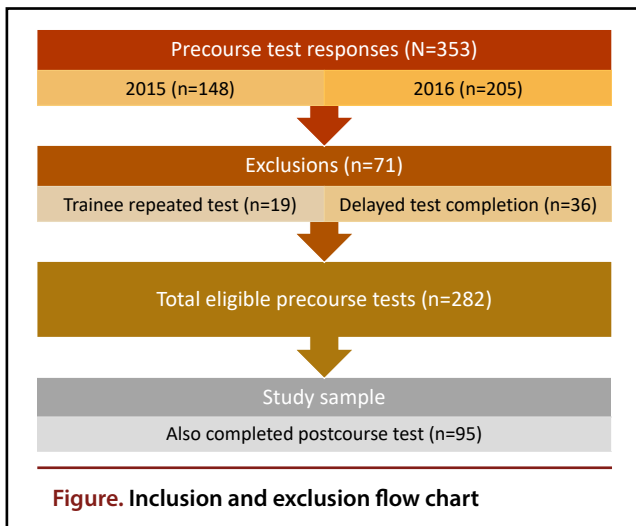 Precourse test responses (N=353)
2015 (n=148) 2016 (n=205)
Exclusions (n=71)
Trainee repeated test (n=19) Delayed test completion (n=36)
Total eligible precourse tests (n=282)
Study sample
Also completed postcourse test (n=95)
Figure. Inclusion and exclusion flow chart